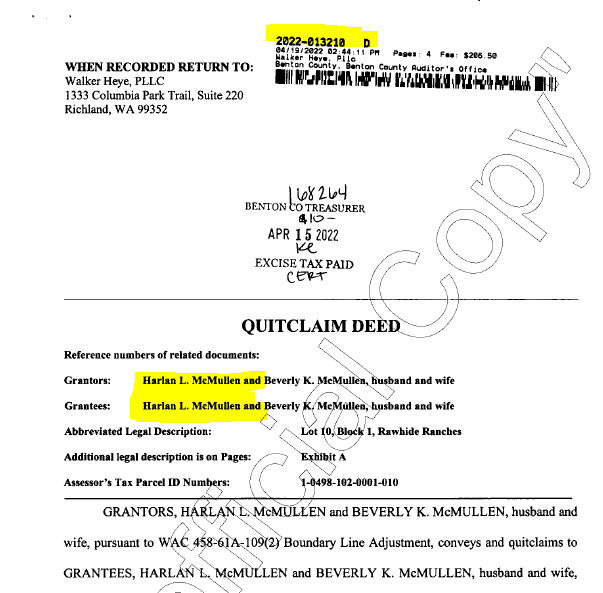 2022-013210 D
04/19/2022 02:44:11 PM Pages: 4 Fee: $206.50
Walker Heye, Pllc
Benton County, Benton County Auditor's Office
WHEN RECORDED RETURN TO:
Walker Heye, PLLC
1333 Columbia Park Trail, Suite 220
Richland, WA 99352
168264
BENTON CO TREASURER
$10-
APR 15 2022
KC
EXCISE TAX PAID
CERT
QUITCLAIM DEED
Reference numbers of related documents:
Grantors: Harlan L. McMullen and Beverly K. McMullen, husband and wife
Grantees: Harlan L. McMullen and Beverly K. McMullen, husband and wife
Abbreviated Legal Description: Lot 10, Block 1, Rawhide Ranches
Additional legal description is on Pages: Exhibit A
Assessor's Tax Parcel ID Numbers: 1-0498-102-0001-010
GRANTORS, HARLAN L. McMULLEN and BEVERLY K. McMULLEN, husband and
wife, pursuant to WAC 458-61A-109(2) Boundary Line Adjustment, conveys and quitclaims to
GRANTEES, HARLAN L. McMULLEN and BEVERLY K. McMULLEN, husband and wife,
official Copy"